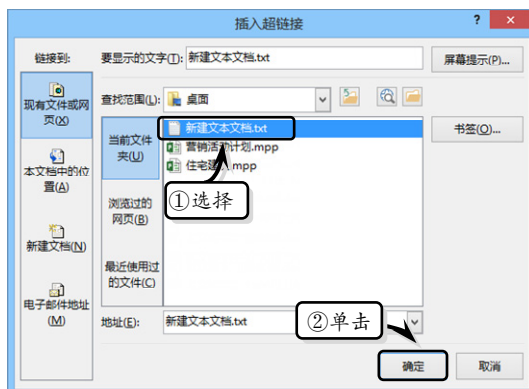 插入超链接
? ×
链接到:
要显示的文字(T): 新建文本文档.txt
屏幕提示(P)...
现有文件或网
页(X)
查找范围(L): 桌面
书签(O)...
当前文件
夹(U)
新建文本文档.txt
营销活动计划.mpp
住宅建 .mpp
①选择
本文档中的位
置(A)
浏览过的
网页(B)
新建文档(N)
最近使用过
的文件(C)
电子邮件地址
(M)
地址(E): 新建文本文档.txt
②单击
确定
取消